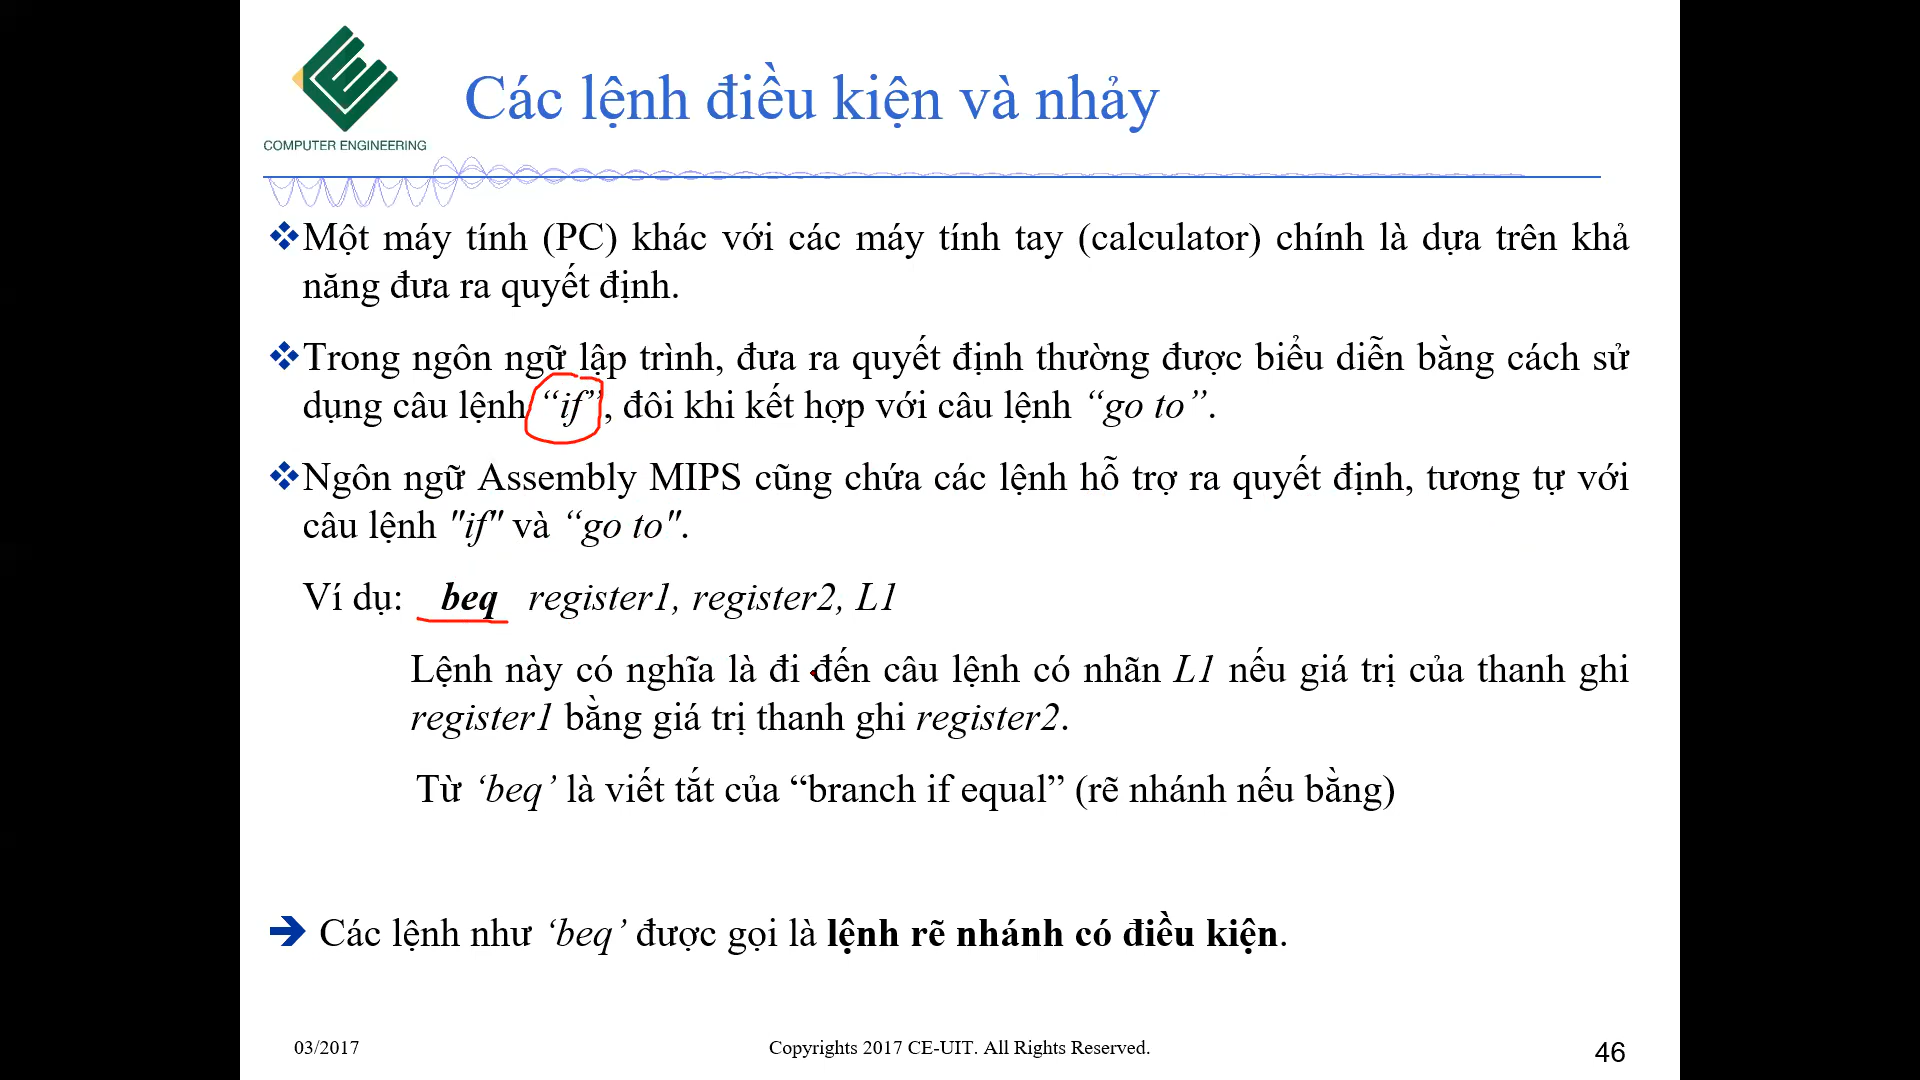 COMPUTER ENGINEERING
Các lệnh điều kiện và nhảy
Một máy tính (PC) khác với các máy tính tay (calculator) chính là dựa trên khả
năng đưa ra quyết định.
Trong ngôn ngữ lập trình, đưa ra quyết định thường được biểu diễn bằng cách sử
dụng câu lệnh “if”, đôi khi kết hợp với câu lệnh “go to”.
Ngôn ngữ Assembly MIPS cũng chứa các lệnh hỗ trợ ra quyết định, tương tự với
câu lệnh "if" và “go to".
Ví dụ: beq register1, register2, L1
Lệnh này có nghĩa là đi đến câu lệnh có nhãn L1 nếu giá trị của thanh ghi
register1 bằng giá trị thanh ghi register2.
Từ ‘beq’ là viết tắt của “branch if equal” (rẽ nhánh nếu bằng)
Các lệnh như ‘beq’ được gọi là lệnh rẽ nhánh có điều kiện.
03/2017
Copyrights 2017 CE-UIT. All Rights Reserved.
46